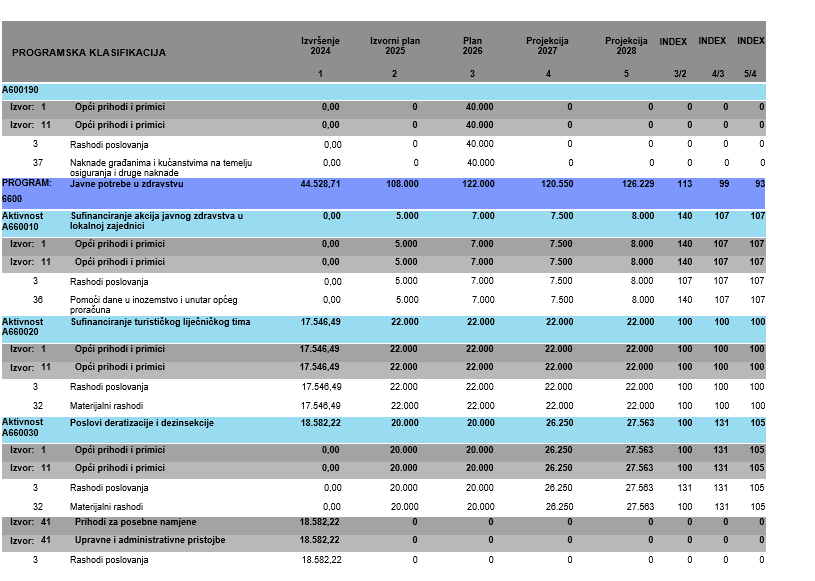 PROGRAMSKA KLASIFIKACIJA Izvršenje 2024 Izvorni plan 2025 Plan 2026 Projekcija 2027 Projekcija 2028 INDEX INDEX INDEX
1 2 3 4 5 3/2 4/3 5/4
A600190
Izvor: 1 Opći prihodi i primici 0,00 0 40.000 0 0 0 0 0
Izvor: 11 Opći prihodi i primici 0,00 0 40.000 0 0 0 0 0
3 Rashodi poslovanja 0,00 0 40.000 0 0 0 0 0
37 Naknade građanima i kućanstvima na temelju 0,00 0 40.000 0 0 0 0 0
osiguranja i druge naknade
PROGRAM: Javne potrebe u zdravstvu 44.528,71 108.000 122.000 120.550 126.229 113 99 93
6600
Aktivnost Sufinanciranje akcija javnog zdravstva u 0,00 5.000 7.000 7.500 8.000 140 107 107
A660010 lokalnoj zajednici
Izvor: 1 Opći prihodi i primici 0,00 5.000 7.000 7.500 8.000 140 107 107
Izvor: 11 Opći prihodi i primici 0,00 5.000 7.000 7.500 8.000 140 107 107
3 Rashodi poslovanja 0,00 5.000 7.000 7.500 8.000 107 107 107
36 Pomoći dane u inozemstvo i unutar općeg 0,00 5.000 7.000 7.500 8.000 140 107 107
proračuna
Aktivnost Sufinanciranje turističkog liječničkog tima 17.546,49 22.000 22.000 22.000 22.000 100 100 100
A660020
Izvor: 1 Opći prihodi i primici 17.546,49 22.000 22.000 22.000 22.000 100 100 100
Izvor: 11 Opći prihodi i primici 17.546,49 22.000 22.000 22.000 22.000 100 100 100
3 Rashodi poslovanja 17.546,49 22.000 22.000 22.000 22.000 100 100 100
32 Materijalni rashodi 17.546,49 22.000 22.000 22.000 22.000 100 100 100
Aktivnost Poslovi deratizacije i dezinsekcije 18.582,22 20.000 20.000 26.250 27.563 100 131 105
A660030
Izvor: 1 Opći prihodi i primici 0,00 20.000 20.000 26.250 27.563 100 131 105
Izvor: 11 Opći prihodi i primici 0,00 20.000 20.000 26.250 27.563 100 131 105
3 Rashodi poslovanja 0,00 20.000 20.000 26.250 27.563 131 131 105
32 Materijalni rashodi 0,00 20.000 20.000 26.250 27.563 100 131 105
Izvor: 41 Prihodi za posebne namjene 18.582,22 0 0 0 0 0 0 0
Izvor: 41 Upravne i administrativne pristojbe 18.582,22 0 0 0 0 0 0 0
3 Rashodi poslovanja 18.582,22 0 0 0 0 0 0 0